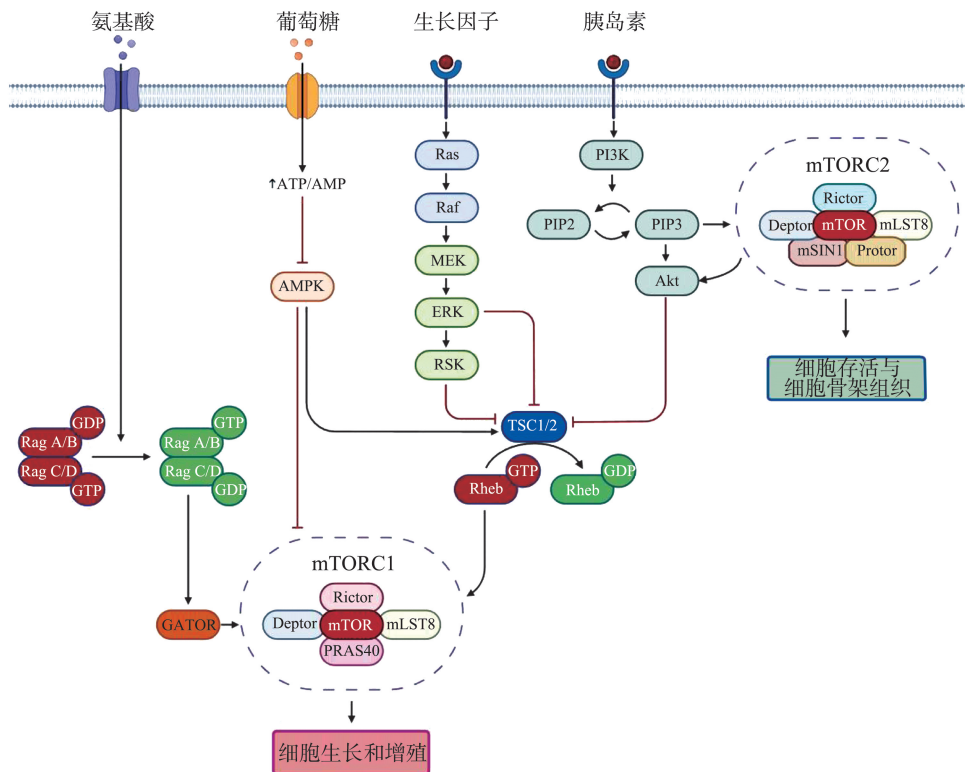 氨基酸
葡萄糖
生长因子
胰岛素
↑ATP/AMP
AMPK
Ras
Raf
MEK
ERK
RSK
PI3K
PIP2
PIP3
Akt
mTORC2
Rictor
Deptor
mTOR
mLST8
mSIN1
Protor
细胞存活与
细胞骨架组织
TSC1/2
GTP
Rheb
GDP
Rheb
GDP
Rag A/B
Rag C/D
GTP
GTP
Rag A/B
Rag C/D
GDP
GATOR
mTORC1
Rictor
Deptor
mTOR
mLST8
PRAS40
细胞生长和增殖